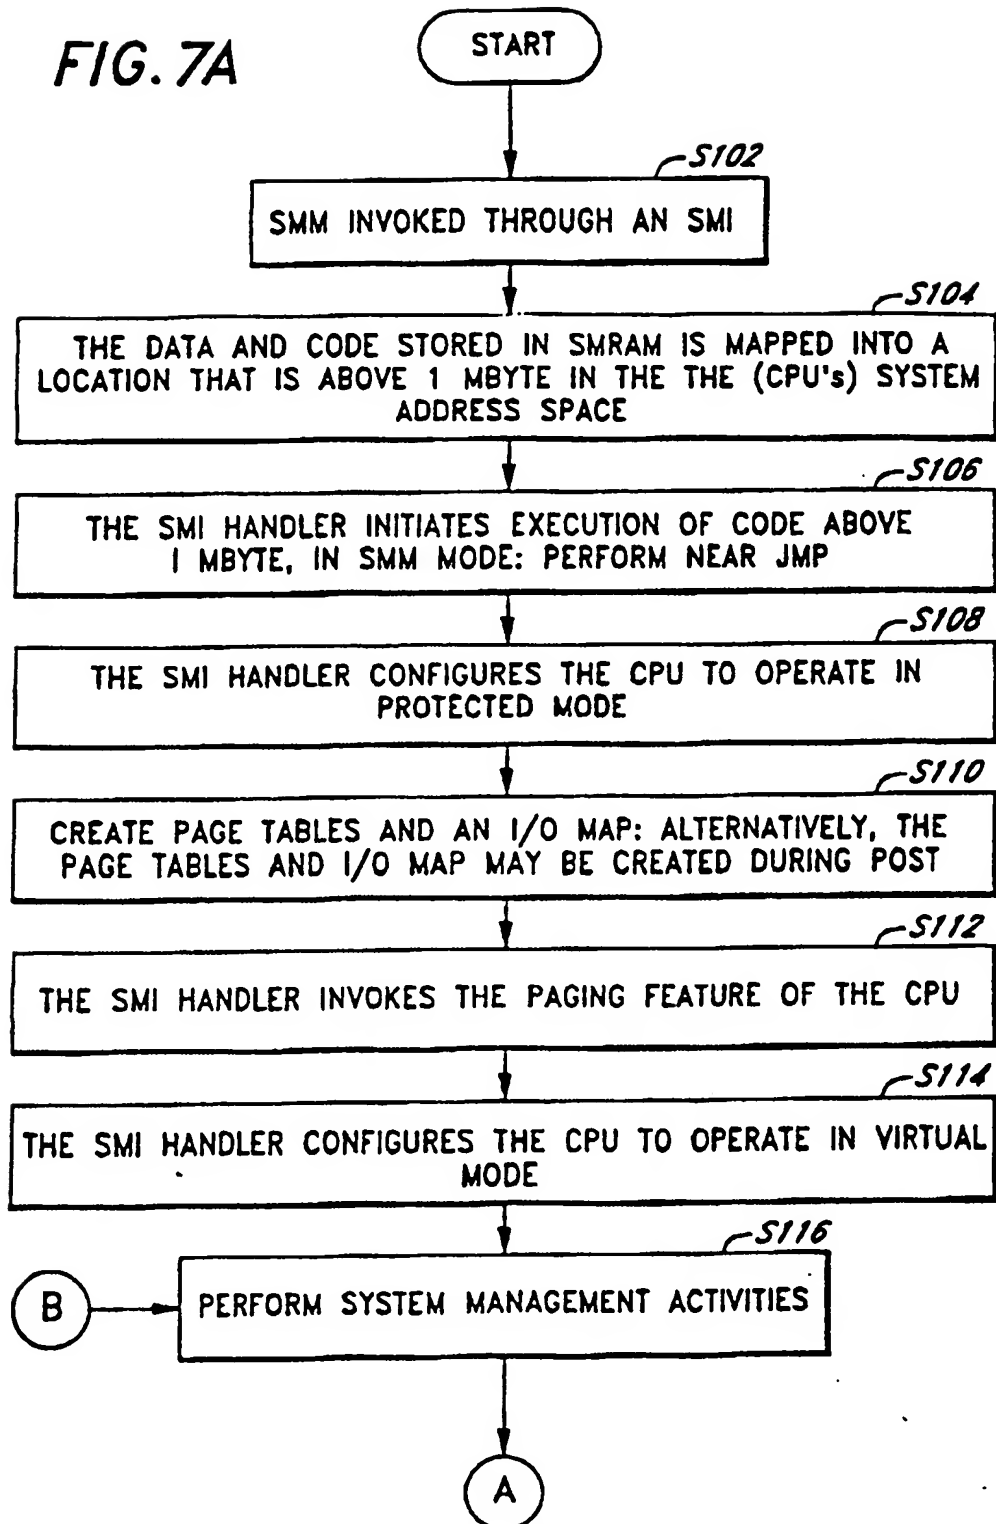 FIG. 7A
START
S102
SMM INVOKED THROUGH AN SMI
S104
THE DATA AND CODE STORED IN SMRAM IS MAPPED INTO A
LOCATION THAT IS ABOVE 1 MBYTE IN THE THE (CPU's) SYSTEM
ADDRESS SPACE
S106
THE SMI HANDLER INITIATES EXECUTION OF CODE ABOVE
1 MBYTE, IN SMM MODE: PERFORM NEAR JMP
S108
THE SMI HANDLER CONFIGURES THE CPU TO OPERATE IN
PROTECTED MODE
S110
CREATE PAGE TABLES AND AN I/O MAP: ALTERNATIVELY, THE
PAGE TABLES AND I/O MAP MAY BE CREATED DURING POST
S112
THE SMI HANDLER INVOKES THE PAGING FEATURE OF THE CPU
S114
THE SMI HANDLER CONFIGURES THE CPU TO OPERATE IN VIRTUAL
MODE
S116
B
PERFORM SYSTEM MANAGEMENT ACTIVITIES
A